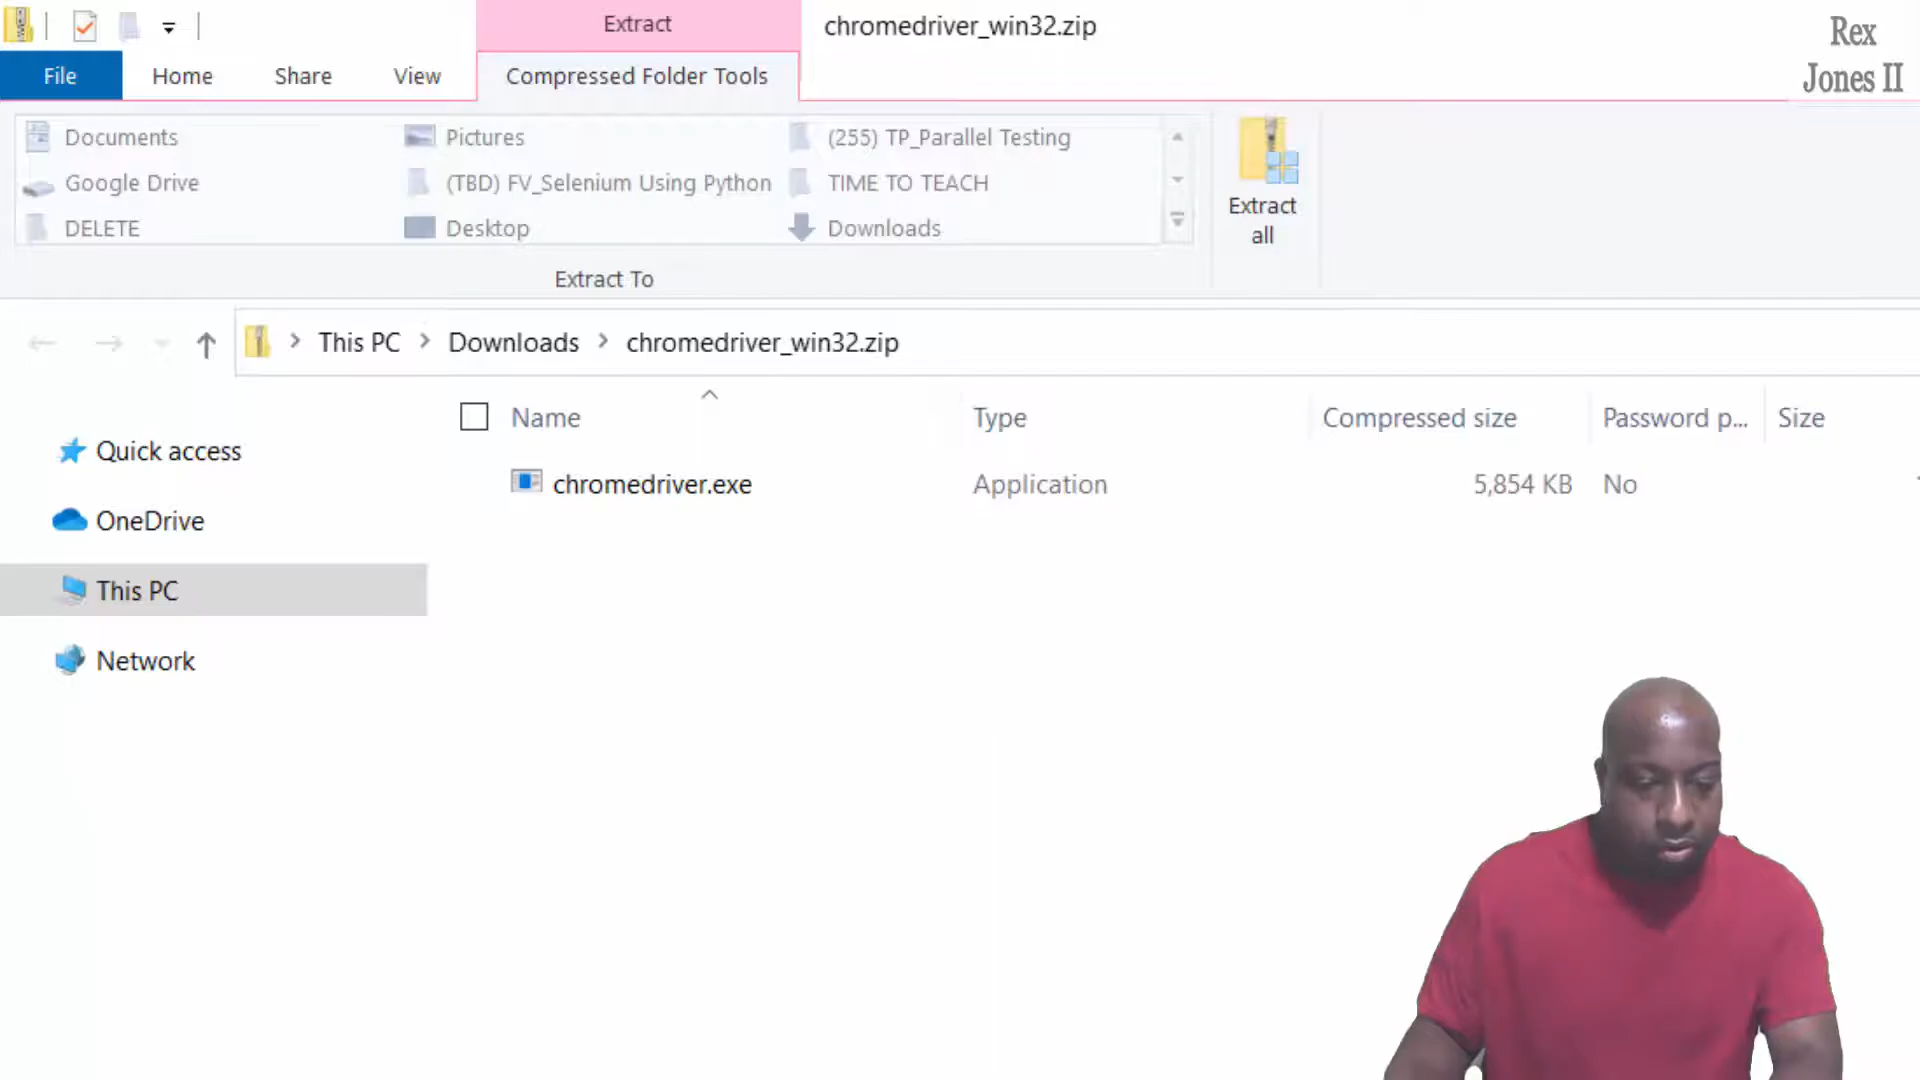 Extract
chromedriver_win32.zip
Rex
Jones II
File
Home
Share
View
Compressed Folder Tools
Documents
Pictures
(255) TP_Parallel Testing
Google Drive
(TBD) FV_Selenium Using Python
TIME TO TEACH
DELETE
Desktop
Downloads
Extract
all
Extract To
This PC
Downloads
chromedriver_win32.zip
Name
Type
Compressed size
Password p...
Size
Quick access
chromedriver.exe
Application
5,854 KB
No
OneDrive
This PC
Network